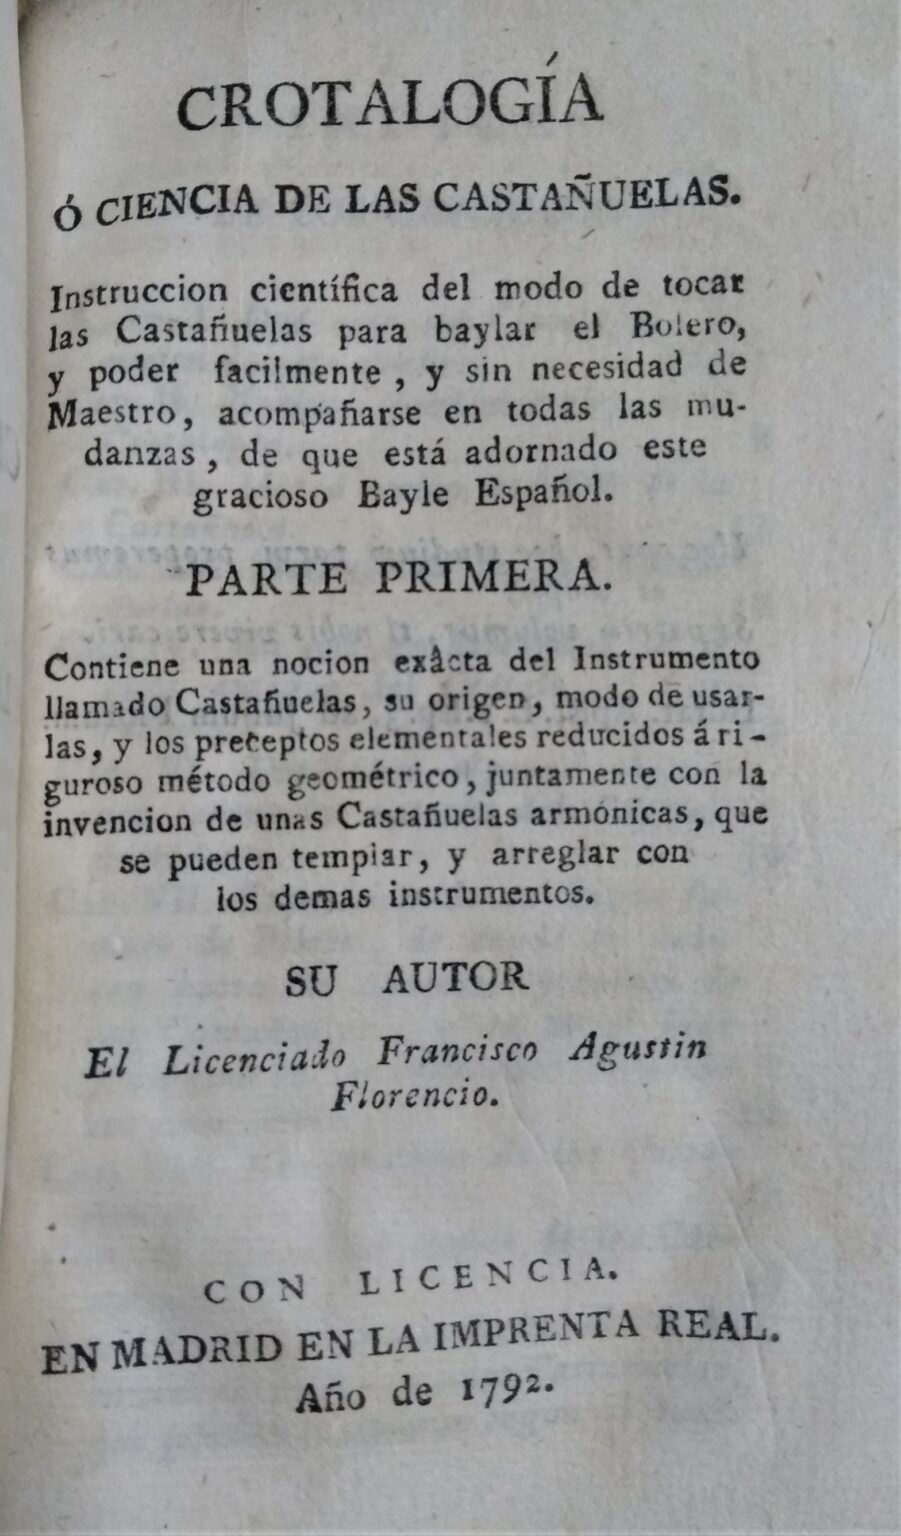 CROTALOGÍA
Ó CIENCIA DE LAS CASTAÑUELAS.
Instruccion científica del modo de tocar
las Castañuelas para baylar el Bolero,
y poder facilmente, y sin necesidad de
Maestro, acompañarse en todas las mu-
danzas, de que está adornado este
gracioso Bayle Español.
PARTE PRIMERA.
Contiene una nocion exâcta del Instrumento
llamado Castañuelas, su origen, modo de usar-
las, y los preceptos elementales reducidos á ri-
guroso método geométrico, juntamente con la
invencion de unas Castañuelas armónicas, que
se pueden templar, y arreglar con
los demas instrumentos.
SU AUTOR
El Licenciado Francisco Agustin
Florencio.
CON LICENCIA.
EN MADRID EN LA IMPRENTA REAL.
Año de 1792.